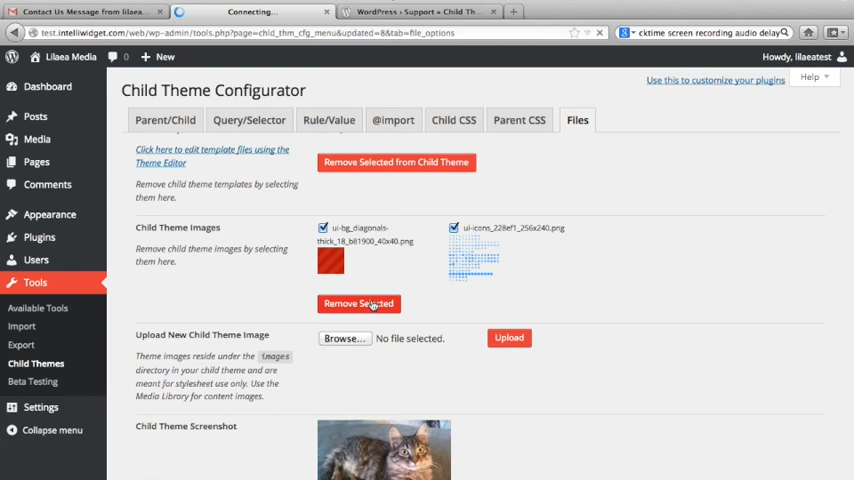 Contact Us Message from lilaea...
Connecting...
WordPress › Support » Child Th...
test.intelliwidget.com/web/wp-admin/tools.php?page=chld_thm_cfg_menu&updated=8&tab=file_options
cktime screen recording audio delay
Lilaea Media
0
+ New
Howdy, lilaeatest
Dashboard
Posts
Media
Pages
Comments
Appearance
Plugins
Users
Tools
Available Tools
Import
Export
Child Themes
Beta Testing
Settings
Collapse menu
Use this to customize your plugins
Help
Child Theme Configurator
Parent/Child
Query/Selector
Rule/Value
@import
Child CSS
Parent CSS
Files
Click here to edit template files using the
Theme Editor
Remove child theme templates by selecting
them here.
Remove Selected from Child Theme
Child Theme Images
Remove child theme images by selecting
them here.
ui-bg_diagonals-
thick_18_b81900_40x40.png
ui-icons_228ef1_256x240.png
Remove Selected
Upload New Child Theme Image
Theme images reside under the images
directory in your child theme and are
meant for stylesheet use only. Use the
Media Library for content images.
Browse... No file selected.
Upload
Child Theme Screenshot